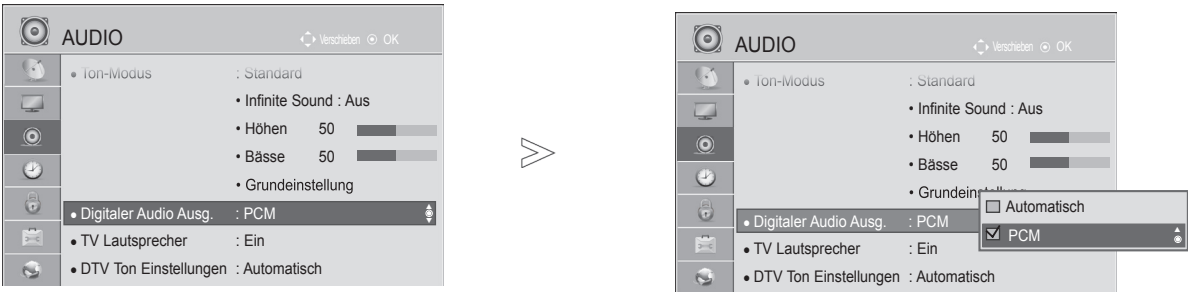 AUDIO
Verschieben OK
• Ton-Modus : Standard
• Infinite Sound : Aus
• Höhen 50
• Bässe 50
• Grundeinstellung
• Digitaler Audio Ausg. : PCM
• TV Lautsprecher : Ein
• DTV Ton Einstellungen : Automatisch
AUDIO
Verschieben OK
• Ton-Modus : Standard
• Infinite Sound : Aus
• Höhen 50
• Bässe 50
• Grundeinstellung
• Digitaler Audio Ausg. : PCM
• TV Lautsprecher : Ein
• DTV Ton Einstellungen : Automatisch
Automatisch
PCM